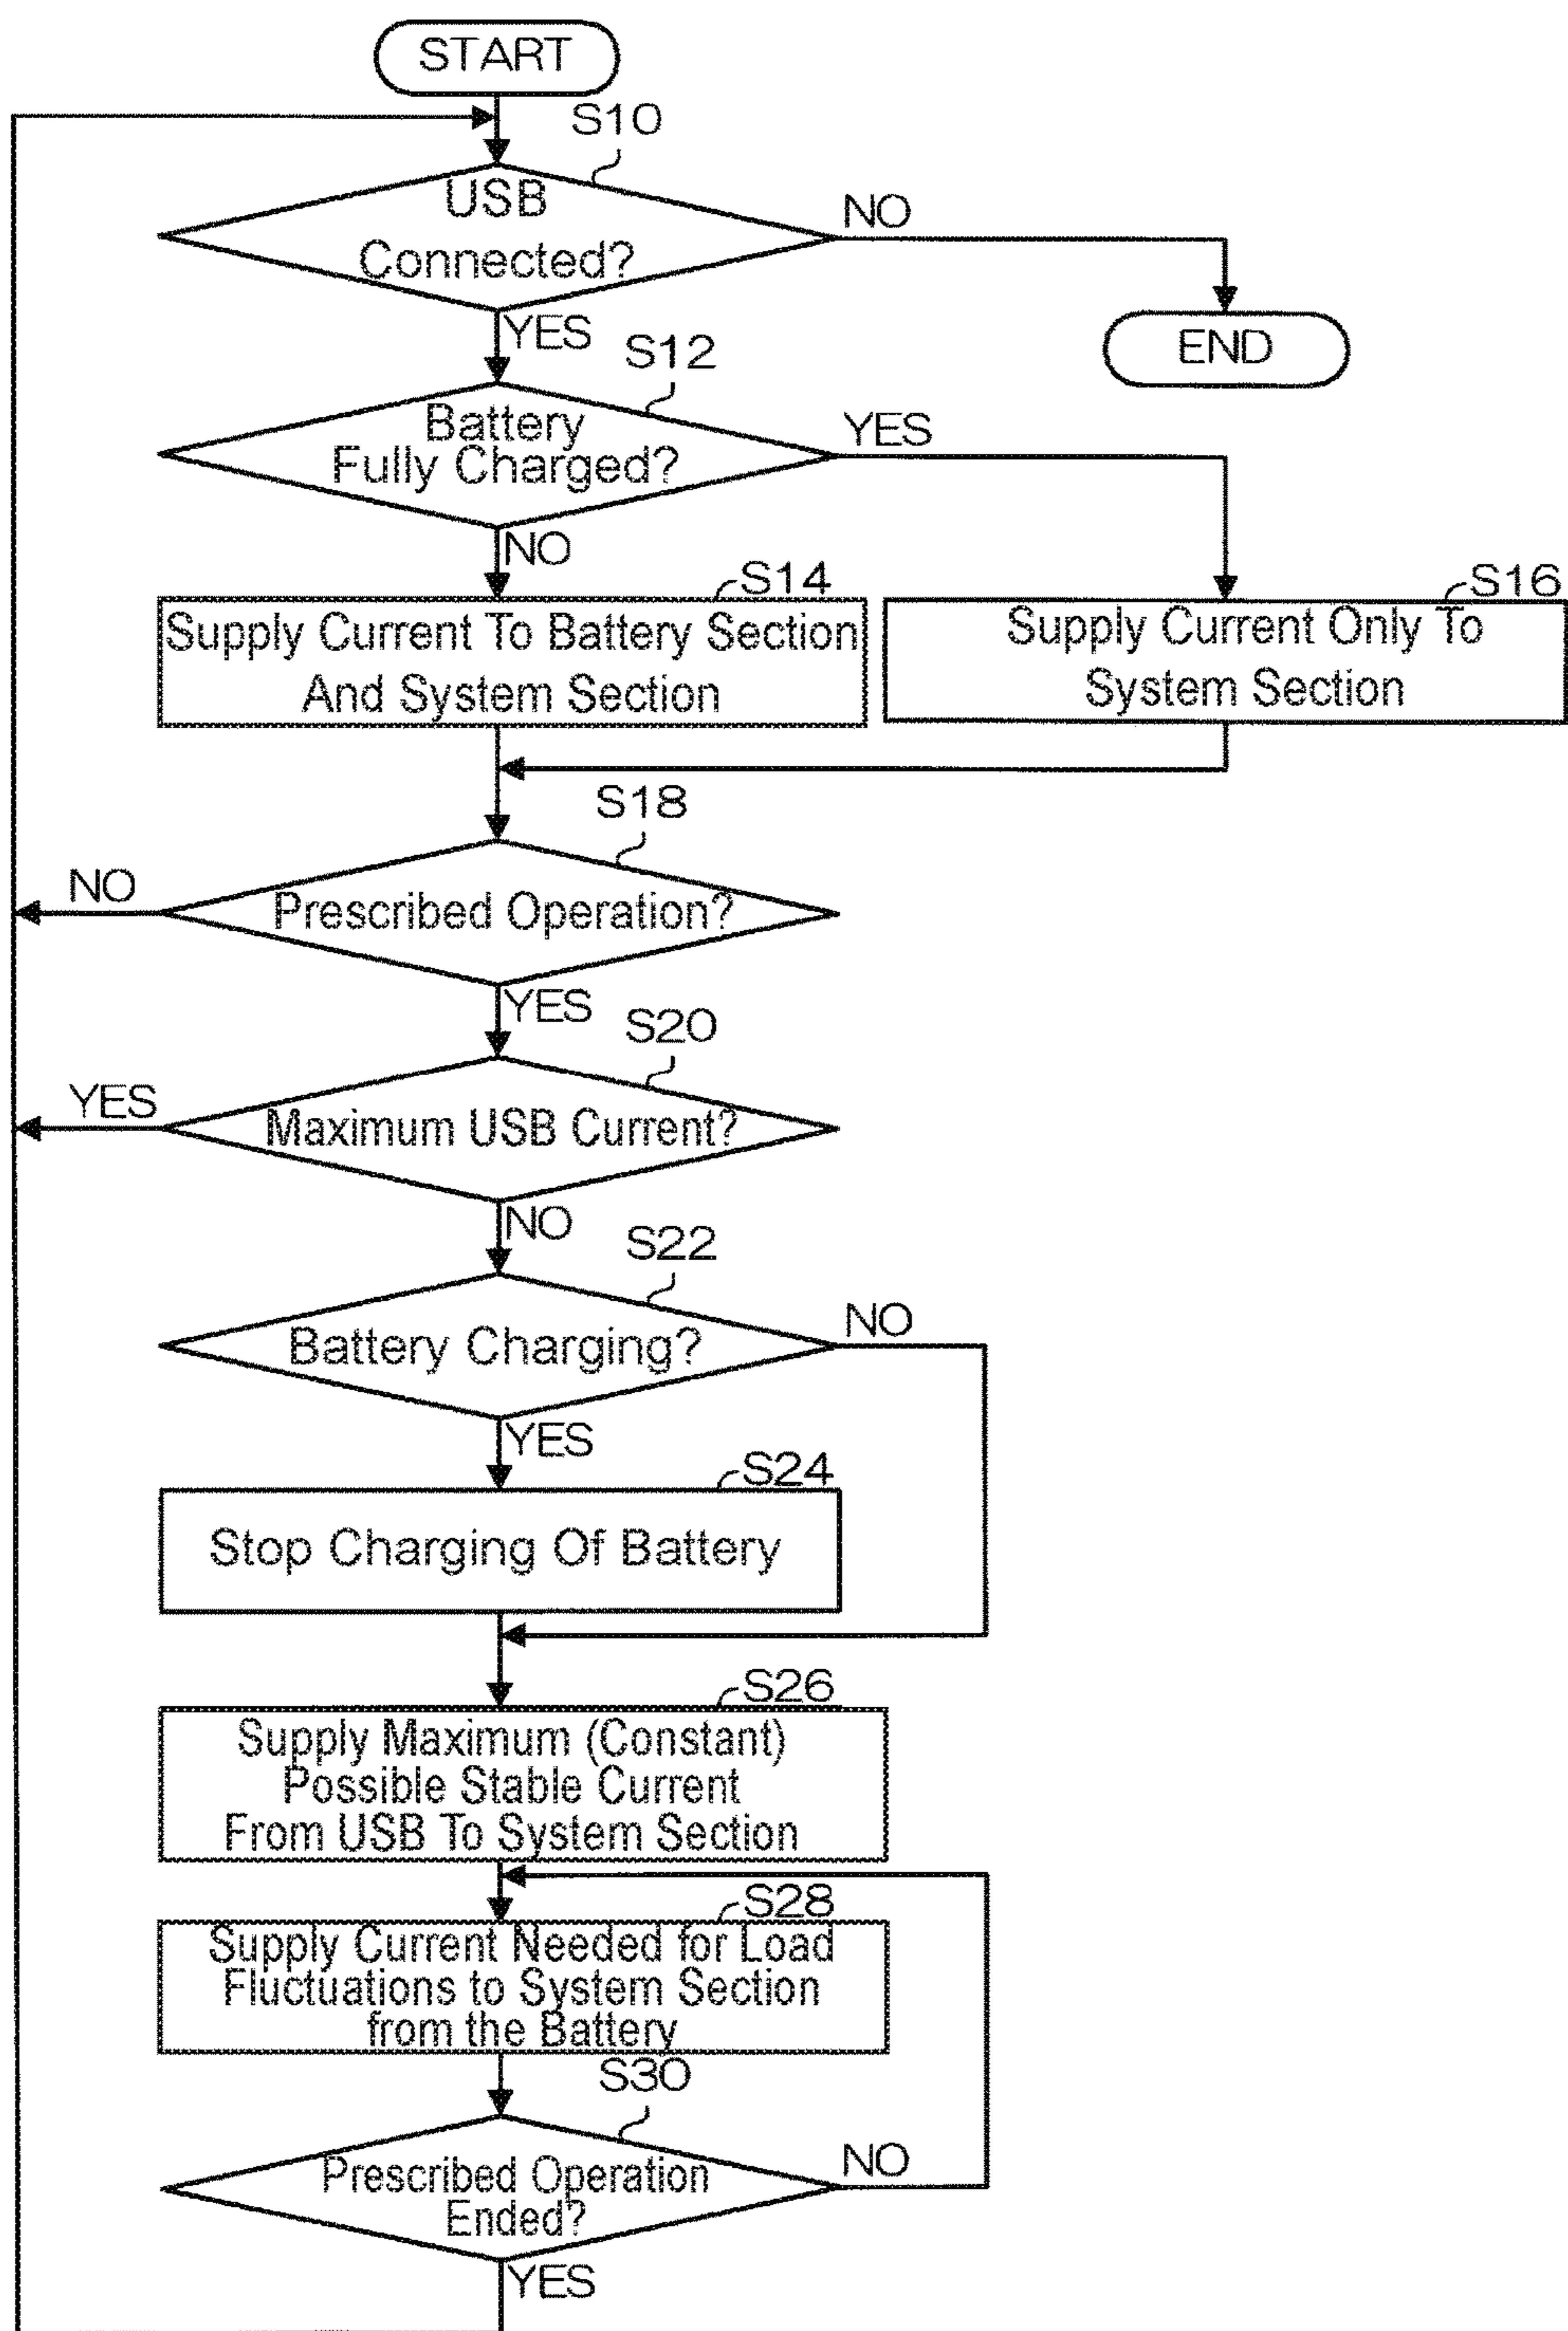 START
S10
USB
Connected?
NO
END
YES
S12
Battery
Fully Charged?
YES
NO
S14
Supply Current To Battery Section
And System Section
S16
Supply Current Only To
System Section
S18
Prescribed Operation?
NO
YES
S20
Maximum USB Current?
YES
NO
S22
Battery Charging?
NO
YES
S24
Stop Charging Of Battery
S26
Supply Maximum (Constant)
Possible Stable Current
From USB To System Section
S28
Supply Current Needed for Load
Fluctuations to System Section
from the Battery
S30
Prescribed Operation
Ended?
NO
YES